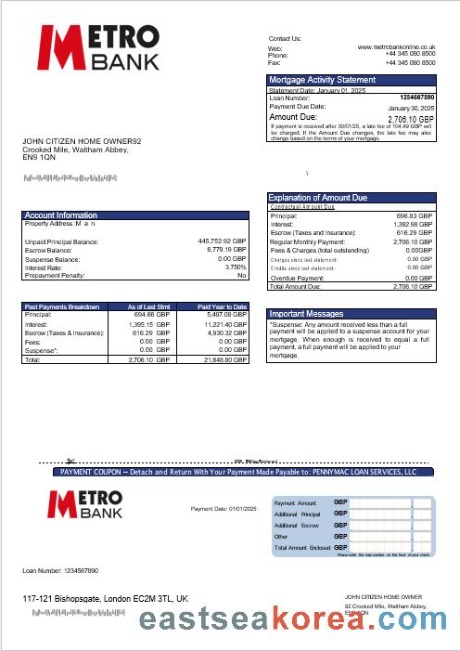 METRO
BANK
Contact Us:
Web: www.metrobankonline.co.uk
Phone: +44 345 080 8500
Fax: +44 345 080 8500
Mortgage Activity Statement
Statement Date: January 01, 2025
Loan Number: 1234567890
Payment Due Date: January 30, 2025
Amount Due: 2,706.10 GBP
If payment is received after 30/01/25, a late fee of 104.49 GBP will
be charged. If the Amount Due changes, the late fee may also
change based on the terms of your mortgage.
JOHN CITIZEN HOME OWNER92
Crooked Mile, Waltham Abbey,
EN9 1QN
\
Account Information
Property Address :M a n
Unpaid Principal Balance: 445,752.92 GBP
Escrow Balance: 6,779.19 GBP
Suspense Balance: 0.00 GBP
Interest Rate: 3.750%
Prepayment Penalty: No
Explanation of Amount Due
Contractual Amount Due
Principal: 696.83 GBP
Interest: 1,392.98 GBP
Escrow (Taxes and Insurance): 616.29 GBP
Regular Monthly Payment: 2,706.10 GBP
Fees & Charges (total outstanding) 0.00GBP
Charges since last statement: 0.00 GBP
Credits since last statement: 0.00 GBP
Overdue Payment: 0.00 GBP
Total Amount Due: 2,706.10 GBP
Past Payments Breakdown As of Last Stmt Paid Year to Date
Principal: 694.66 GBP 5,497.08 GBP
Interest: 1,395.15 GBP 11,221.40 GBP
Escrow (Taxes & Insurance): 616.29 GBP 4,930.32 GBP
Fees: 0.00 GBP 0.00 GBP
Suspense*: 0.00 GBP 0.00 GBP
Total: 2,706.10 GBP 21,648.80 GBP
Important Messages
*Suspense: Any amount received less than a full
payment will be applied to a suspense account for your
mortgage. When enough is received to equal a full
payment, a full payment will be applied to your
mortgage.
PAYMENT COUPON – Detach and Return With Your Payment Made Payable to: PENNYMAC LOAN SERVICES, LLC
METRO
BANK
Payment Date: 01/01/2025
Payment Amount GBP
Additional Principal GBP
Additional Escrow GBP
Other GBP
Total Amount Enclosed GBP
Please write the loan number on the front of your check
Loan Number: 1234567890
117-121 Bishopsgate, London EC2M 3TL, UK
JOHN CITIZEN HOME OWNER
92 Crooked Mile, Waltham Abbey,
eastseakorea.com